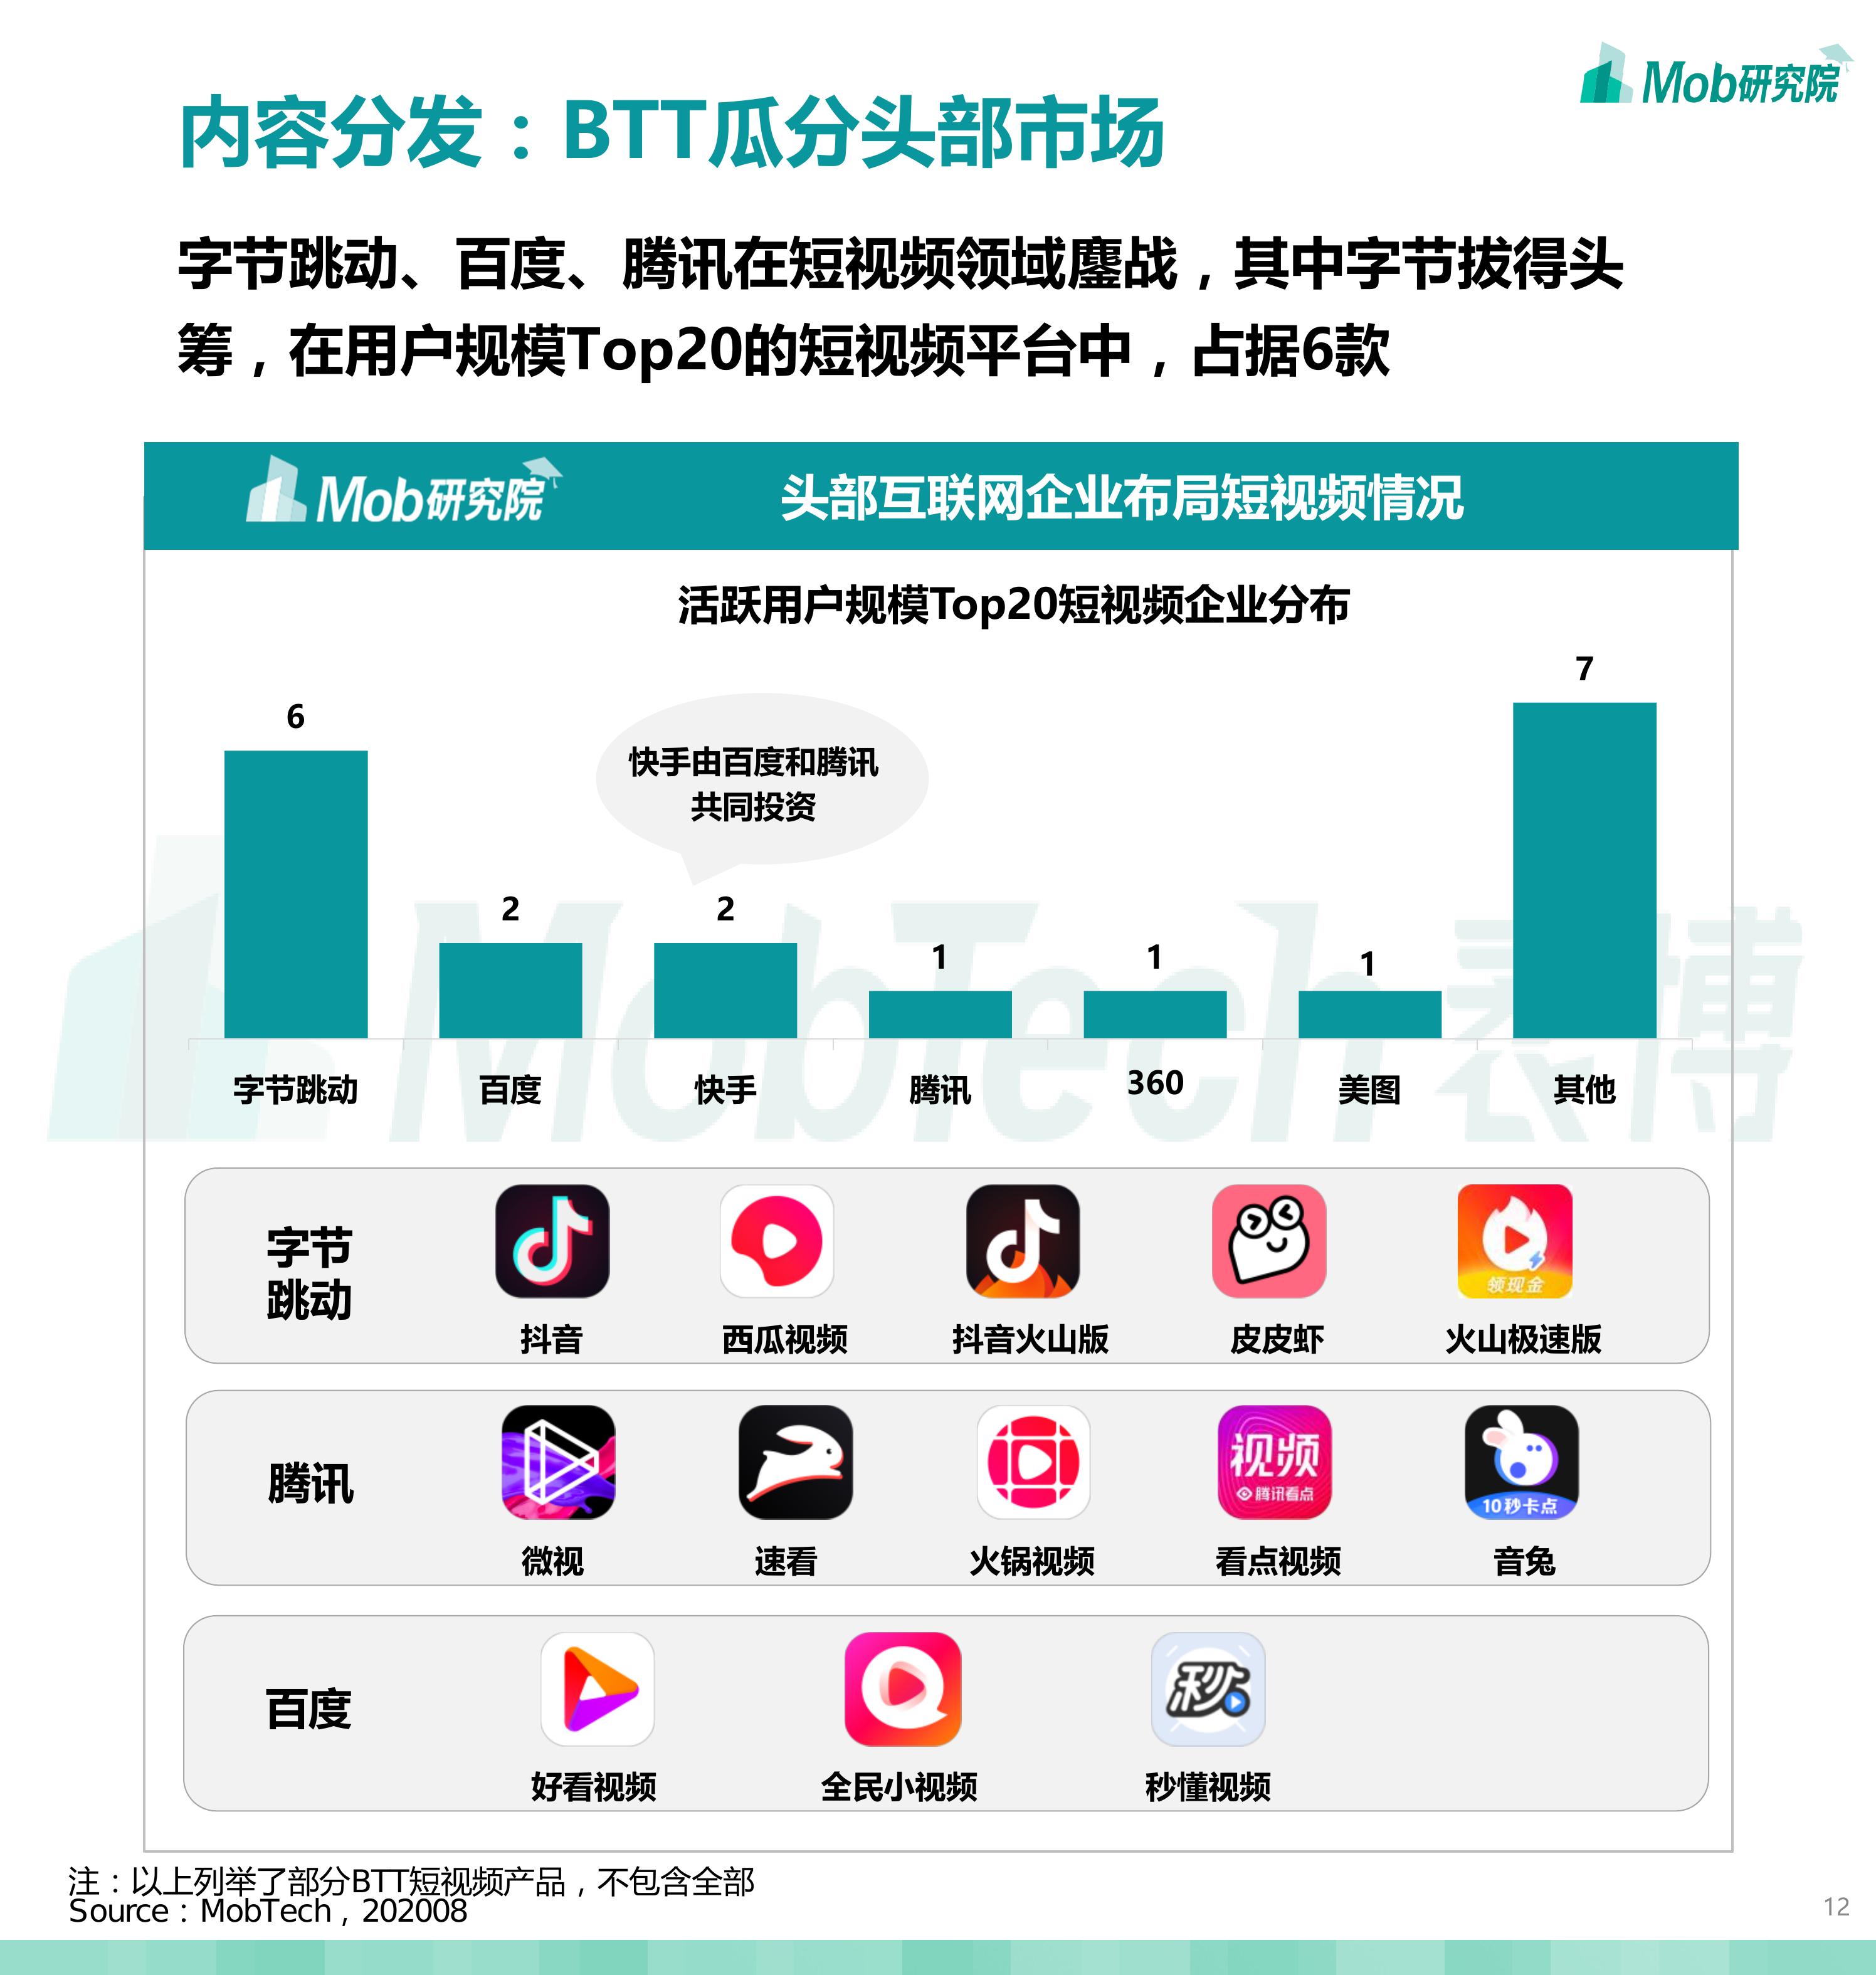 Mob研究院
内容分发：BTT瓜分头部市场
字节跳动、百度、腾讯在短视频领域鏖战，其中字节拔得头
筹，在用户规模Top20的短视频平台中，占据6款
Mob研究院
头部互联网企业布局短视频情况
活跃用户规模Top20短视频企业分布
6
2
2
1
1
1
7
快手由百度和腾讯
共同投资
字节跳动
百度
快手
腾讯
360
美图
其他
MobTech 袤博
字节
跳动
领现金
抖音
西瓜视频
抖音火山版
皮皮虾
火山极速版
腾讯
视频
腾讯看点
10秒卡点
微视
速看
火锅视频
看点视频
音兔
百度
秒
好看视频
全民小视频
秒懂视频
注：以上列举了部分BTT短视频产品，不包含全部
Source：MobTech，202008
12